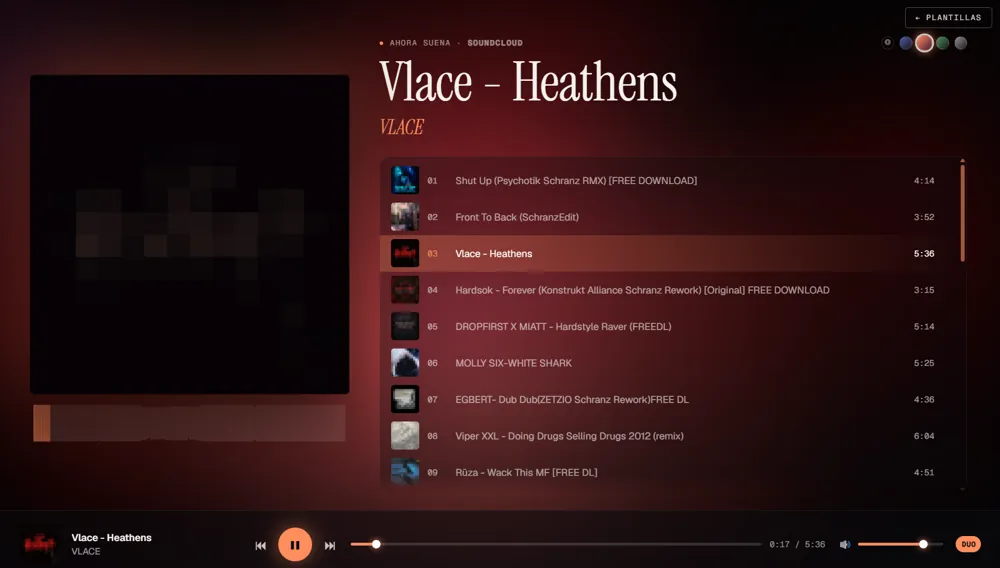 ← PLANTILLAS
• AHORA SUENA · SOUNDCLOUD
Vlace - Heathens
VLACE
01 Shut Up (Psychotik Schranz RMX) [FREE DOWNLOAD] 4:14
02 Front To Back (SchranzEdit) 3:52
03 Vlace - Heathens 5:36
04 Hardsok - Forever (Konstrukt Alliance Schranz Rework) [Original] FREE DOWNLOAD 3:15
05 DROPFIRST X MIATT - Hardstyle Raver (FREEDL) 5:14
06 MOLLY SIX-WHITE SHARK 5:25
07 EGBERT- Dub Dub(ZETZIO Schranz Rework)FREE DL 4:36
08 Viper XXL - Doing Drugs Selling Drugs 2012 (remix) 6:04
09 Rüza - Wack This MF [FREE DL] 4:51
Vlace - Heathens
VLACE
0:17 / 5:36
DUO